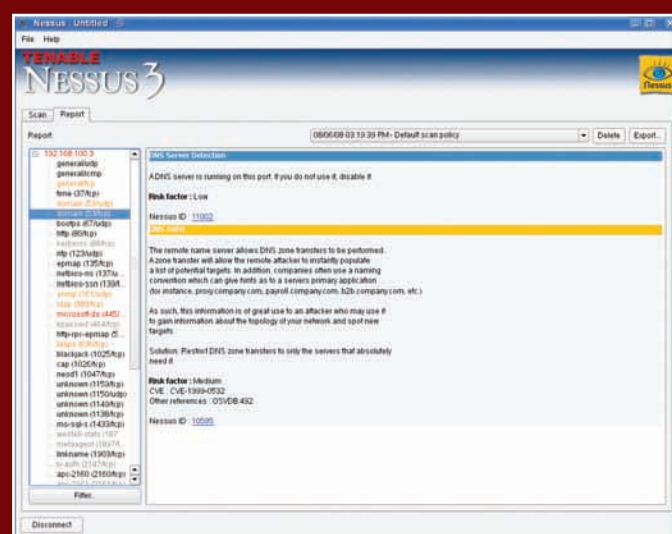 Nessus : Untitled
File Help
TENABLE
NESSUS 3
Nessus
Scan Report
Report:
08/06/08 03:19:39 PM - Default scan policy
Delete Export...
192.168.100.3
general/udp
general/icmp
general/tcp
time (37/tcp)
domain (53/udp)
domain (53/tcp)
bootps (67/udp)
http (80/tcp)
kerberos (88/tcp)
ntp (123/udp)
epmap (135/tcp)
netbios-ns (137/u...
netbios-ssn (139/t...
snmp (161/udp)
ldap (389/tcp)
microsoft-ds (445/
kpasswd (464/tcp)
http-rpc-epmap (5...
ldaps (636/tcp)
blackjack (1025/tcp)
cap (1026/tcp)
neod1 (1047/tcp)
unknown (1159/tcp)
unknown (1150/udp)
unknown (1149/tcp)
unknown (1138/tcp)
ms-sql-s (1433/tcp)
westell-stats (187
metaagent (1897/t...
linkname (1903/tcp)
apc-2160 (2160/tcp)
Filter...
Disconnect
DNS Server Detection
A DNS server is running on this port. If you do not use it, disable it
Risk factor : Low
Nessus ID : 11002
DNS AXFR
The remote name server allows DNS zone transfers to be performed.
A zone transfer will allow the remote attacker to instantly populate
a list of potential targets. In addition, companies often use a naming
convention which can give hints as to a servers primary application
(for instance, proxy.company.com, payroll.company.com, b2b.company.com, etc.)
As such, this information is of great use to an attacker who may use it
to gain information about the topology of your network and spot new
targets.
Solution: Restrict DNS zone transfers to only the servers that absolutely
need it
Risk factor : Medium
CVE : CVE-1999-0532
Other references : OSVDB:492
Nessus ID : 10595